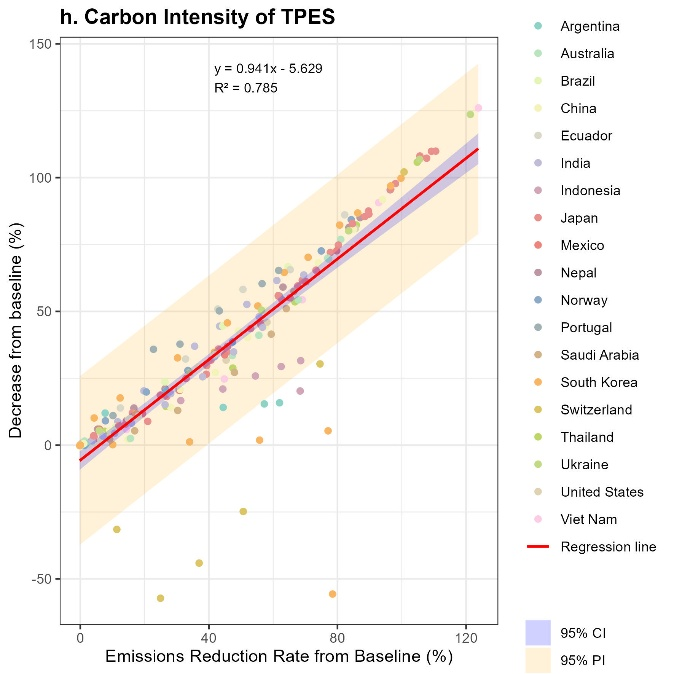 h. Carbon Intensity of TPES
y = 0.941x - 5.629
R² = 0.785
150
100
50
0
-50
0
40
80
120
Decrease from baseline (%)
Emissions Reduction Rate from Baseline (%)
Argentina
Australia
Brazil
China
Ecuador
India
Indonesia
Japan
Mexico
Nepal
Norway
Portugal
Saudi Arabia
South Korea
Switzerland
Thailand
Ukraine
United States
Viet Nam
Regression line
95% CI
95% PI